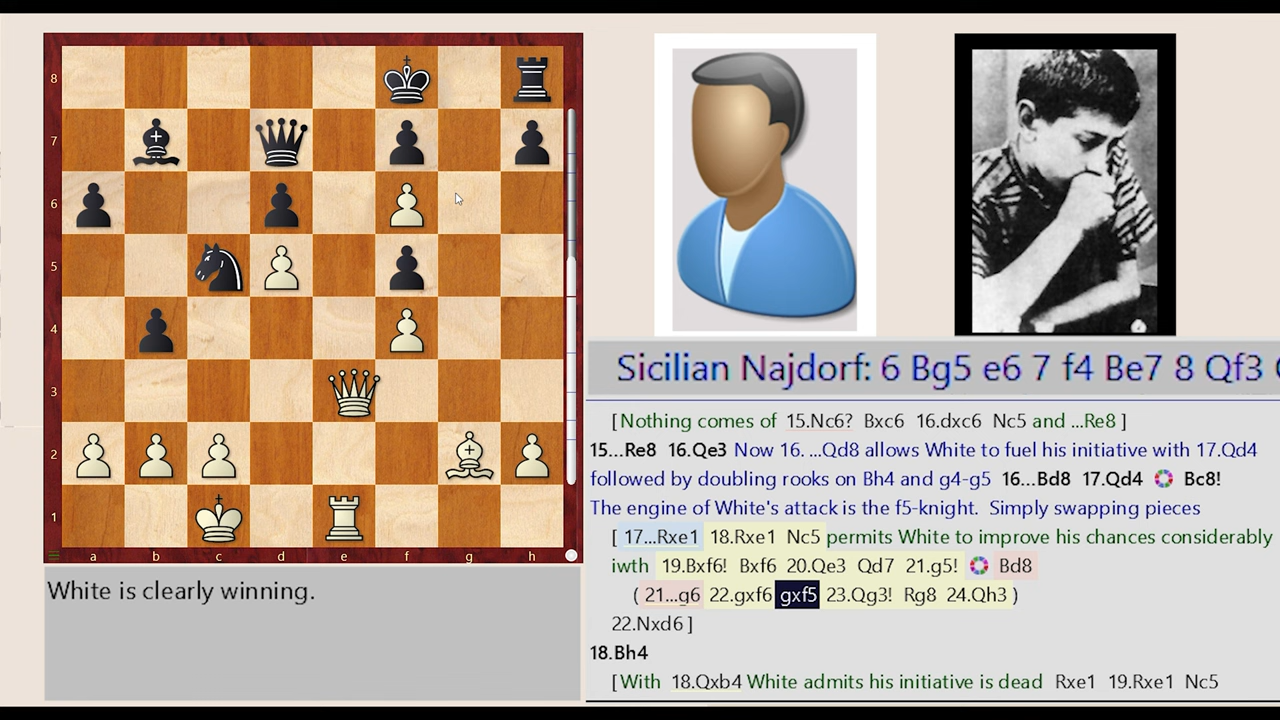 8
7
6
5
4
3
2
1
a b c d e f g h
White is clearly winning.
Sicilian Najdorf: 6 Bg5 e6 7 f4 Be7 8 Qf3
[Nothing comes of 15.Nc6? Bxc6 16.dxc6 Nc5 and ...Re8 ]
15...Re8 16.Qe3 Now 16. ...Qd8 allows White to fuel his initiative with 17.Qd4
followed by doubling rooks on Bh4 and g4-g5 16...Bd8 17.Qd4 Bc8!
The engine of White's attack is the f5-knight. Simply swapping pieces
[ 17...Rxe1 18.Rxe1 Nc5 permits White to improve his chances considerably
iwth 19.Bxf6! Bxf6 20.Qe3 Qd7 21.g5! Bd8
( 21...g6 22.gxf6 gxf5 23.Qg3! Rg8 24.Qh3 )
22.Nxd6 ]
18.Bh4
[With 18.Qxb4 White admits his initiative is dead Rxe1 19.Rxe1 Nc5